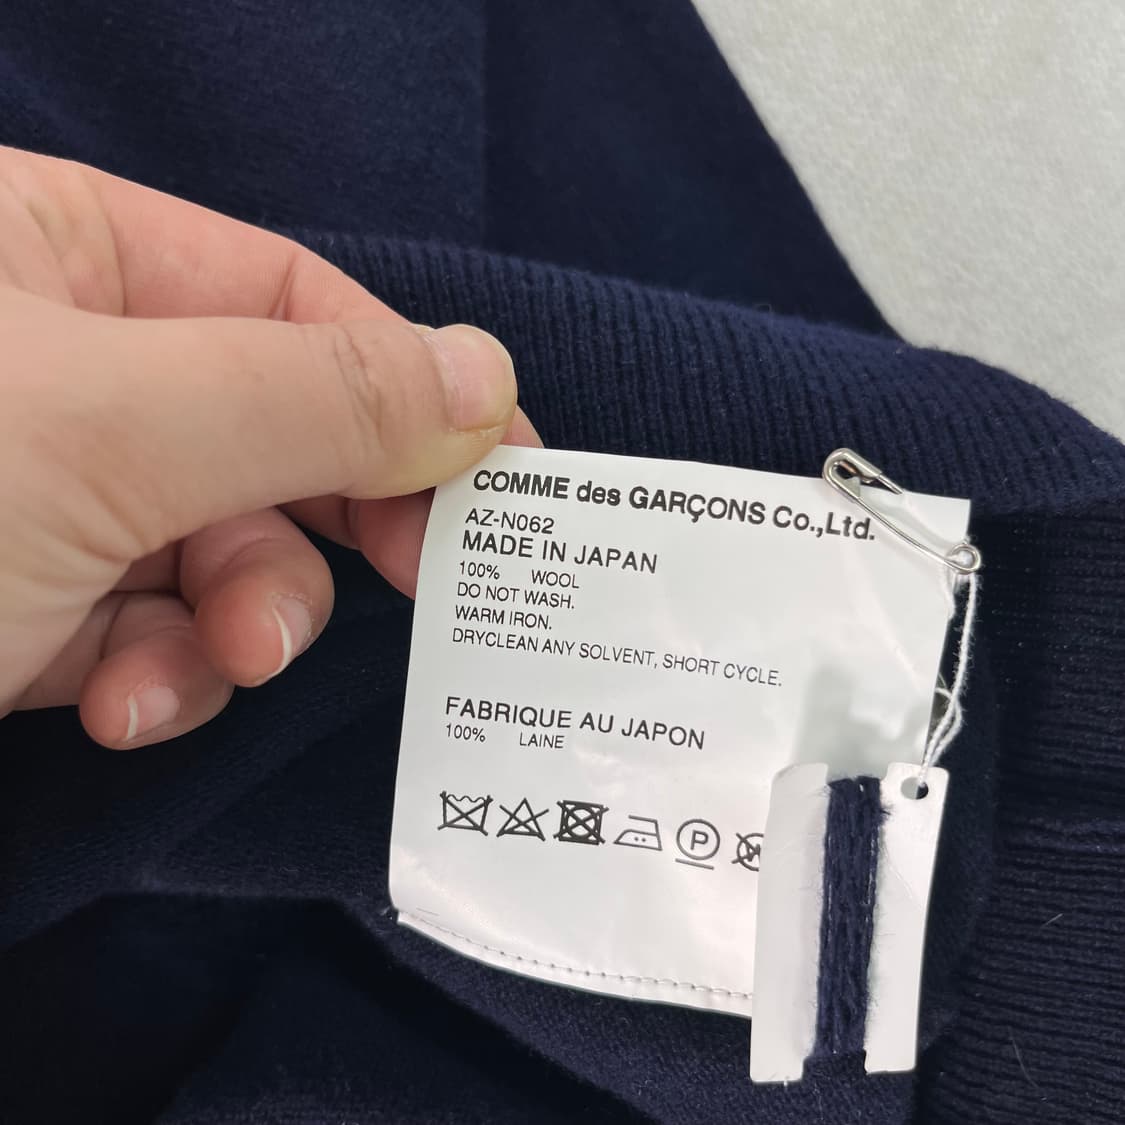 COMME des GARÇONS Co.,Ltd.
AZ-N062
MADE IN JAPAN
100% WOOL
DO NOT WASH.
WARM IRON.
DRYCLEAN ANY SOLVENT, SHORT CYCLE.
FABRIQUE AU JAPON
100% LAINE
P
W